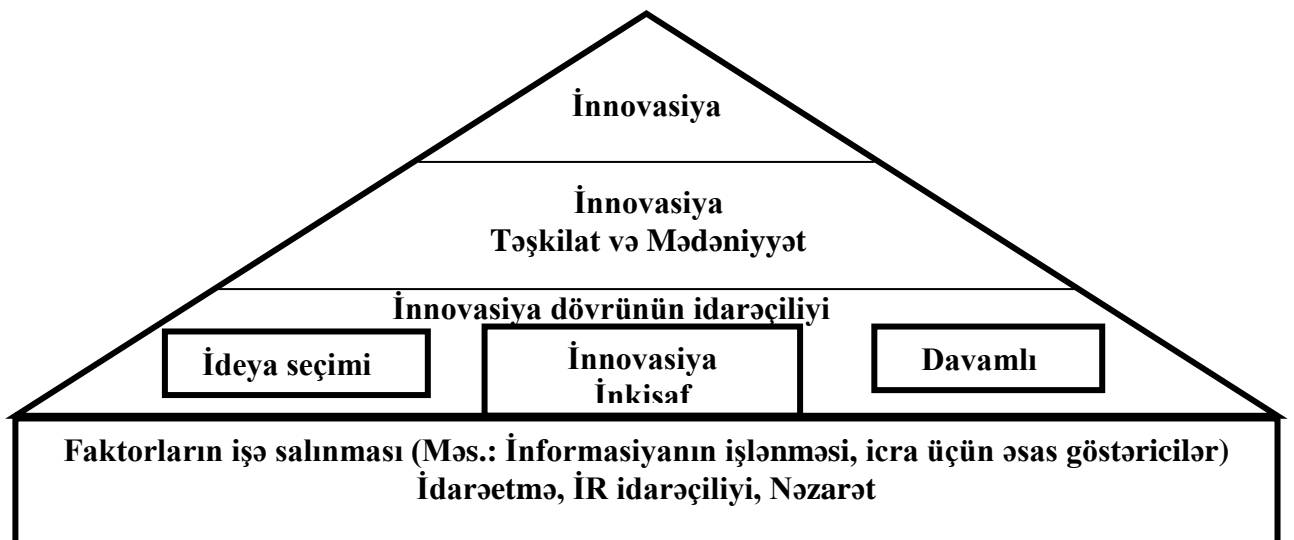 İnnovasiya
İnnovasiya
Təşkilat və Mədəniyyət
İnnovasiya dövrünün idarəçiliyi
İdeya seçimi
İnnovasiya
İnkişaf
Davamlı
Faktorların işə salınması (Məs.: İnformasiyanın işlənməsi, icra üçün əsas göstəricilər)
İdarəetmə, İR idarəçiliyi, Nəzarət